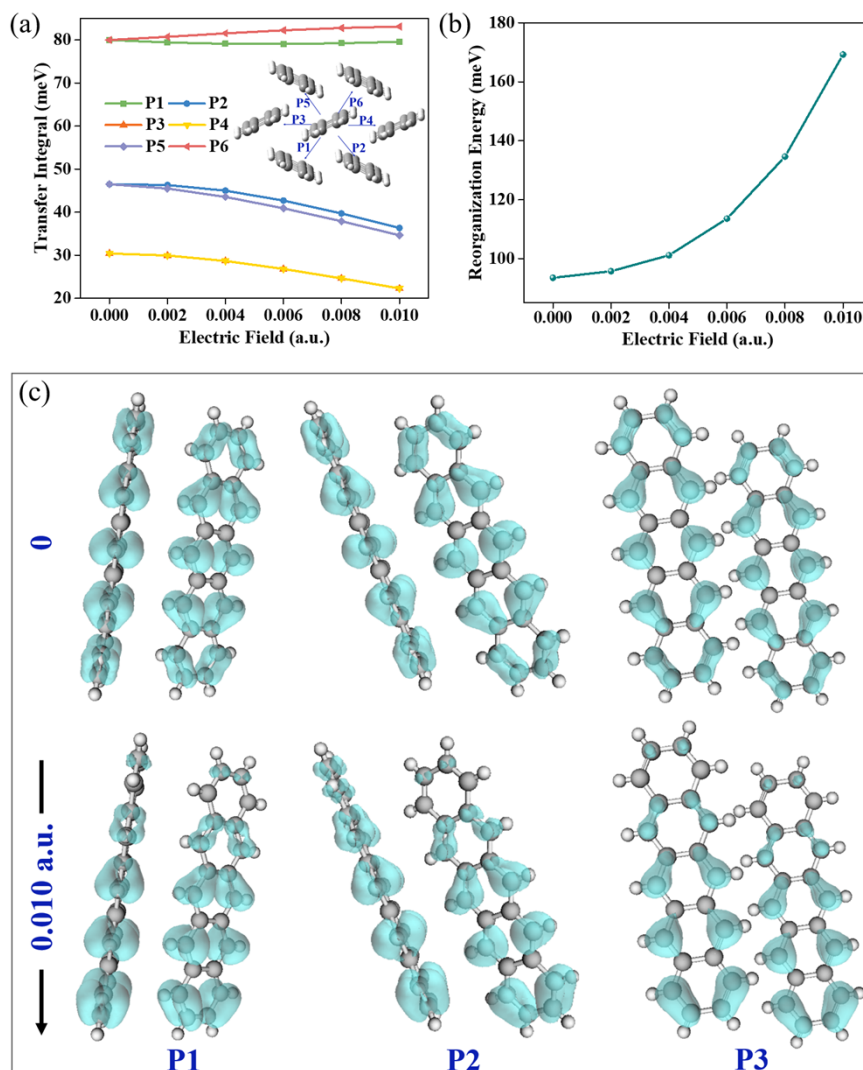 (a)
Transfer Integral (meV)
80
70
60
50
40
30
20
P1 P2
P3 P4
P5 P6
P5 P6
P3 P4
P1 P2
0.000 0.002 0.004 0.006 0.008 0.010
Electric Field (a.u.)
(b)
Reorganization Energy (meV)
180
160
140
120
100
0.000 0.002 0.004 0.006 0.008 0.010
Electric Field (a.u.)
(c)
0
0.010 a.u.
P1 P2 P3